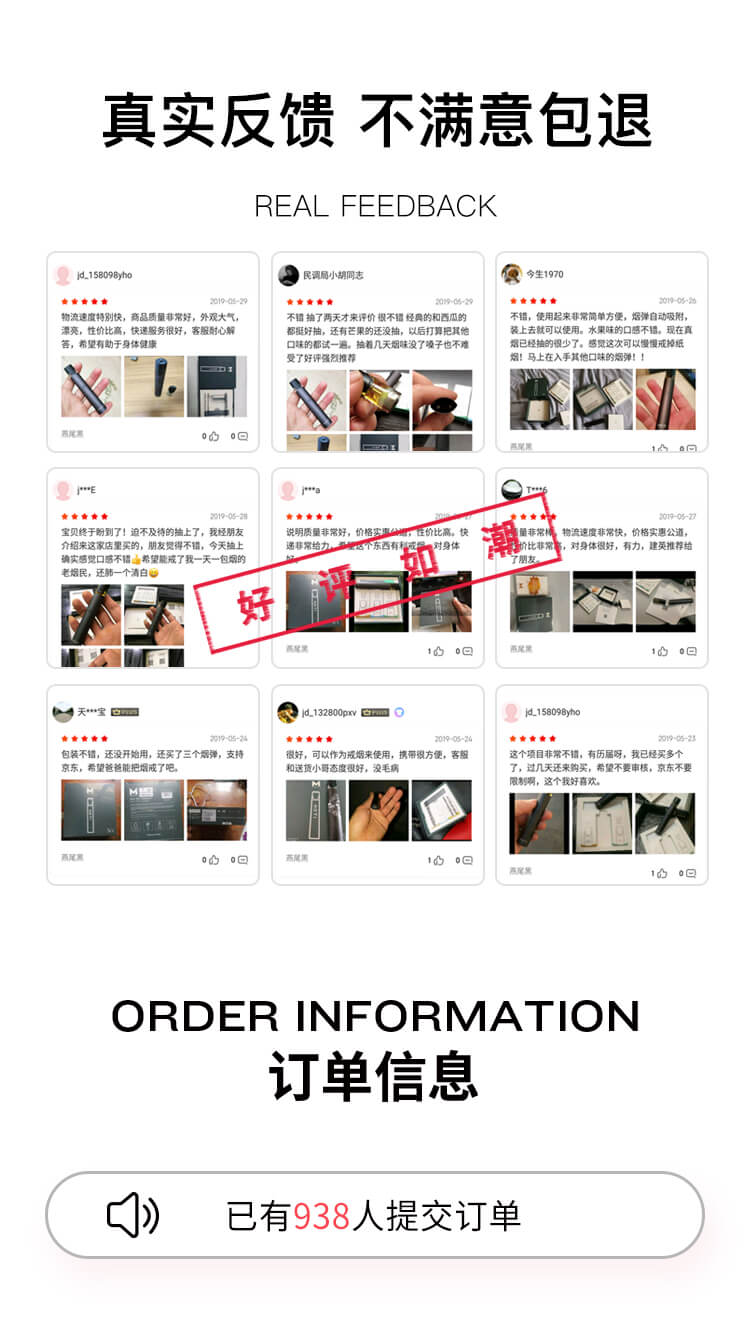 真实反馈 不满意包退
REAL FEEDBACK
jd_158098yho
2019-05-29
物流速度特别快，商品质量非常好，外观大气，
漂亮，性价比高，快递服务很好，客服耐心解
答，希望有助于身体健康
燕尾黑
0 0
民调局小胡同志
2019-05-29
不错 抽了两天才来评价 很不错 经典的和西瓜的
都挺好抽，还有芒果的还没抽，以后打算把其他
口味的都试一遍。抽着几天烟味没了嗓子也不难
受了好评强烈推荐
今生1970
2019-05-26
不错，使用起来非常简单方便，烟弹自动吸附，
装上去就可以使用。水果味的口感不错。现在真
烟已经抽的很少了。感觉这次可以慢慢戒掉纸
烟！马上在入手其他口味的烟弹！！
燕尾黑
1 0
j***E
2019-05-28
宝贝终于盼到了！迫不及待的抽上了，我经朋友
介绍来这家店里买的，朋友觉得不错，今天抽上
确实感觉口感不错👍希望能戒了我一天一包烟的
老烟民，还肺一个清白😄
j***a
2019-05-27
说明质量非常好，价格实惠公道，性价比高。快
递非常给力，希望这个东西有利戒烟，对身体
好。
燕尾黑
1 0
T***6
2019-05-27
质量非常棒，物流速度非常快，价格实惠公道，
性价比非常高，对身体很好，有力，建英推荐给
了朋友。
燕尾黑
1 0
好评如潮
天***宝 PLUS
2019-05-24
包装不错，还没开始用，还买了三个烟弹，支持
京东，希望爸爸能把烟戒了吧。
燕尾黑
0 0
jd_132800pxv PLUS
2019-05-24
很好，可以作为戒烟来使用，携带很方便，客服
和送货小哥态度很好，没毛病
燕尾黑
1 0
jd_158098yho
2019-05-23
这个项目非常不错，有历届呀，我已经买多个
了，过几天还来购买，希望不要审核，京东不要
限制啊，这个我好喜欢。
燕尾黑
1 0
ORDER INFORMATION
订单信息
已有938人提交订单